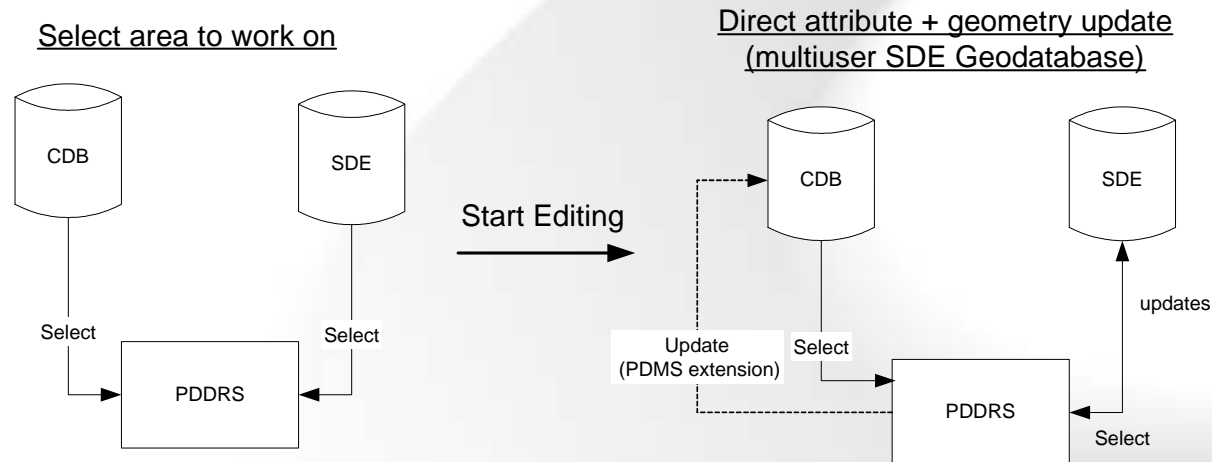 Select area to work on
CDB
SDE
Select
Select
PDDRS
Start Editing
Direct attribute + geometry update
(multiuser SDE Geodatabase)
CDB
SDE
updates
Update
(PDMS extension)
Select
PDDRS
Select